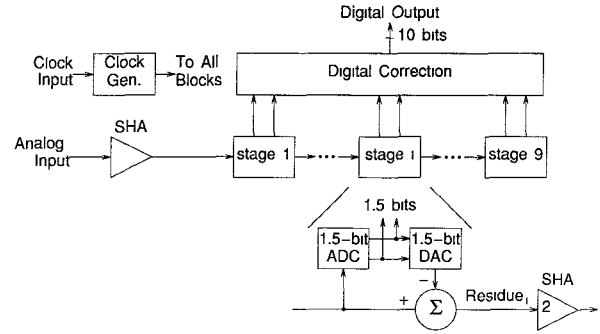 Digital Output
10 bits
Clock Input
Clock Gen.
To All Blocks
Digital Correction
SHA
Analog Input
stage 1
stage i
stage 9
1.5 bits
1.5-bit ADC
1.5-bit DAC
−
+
Σ
Residue i
SHA
2